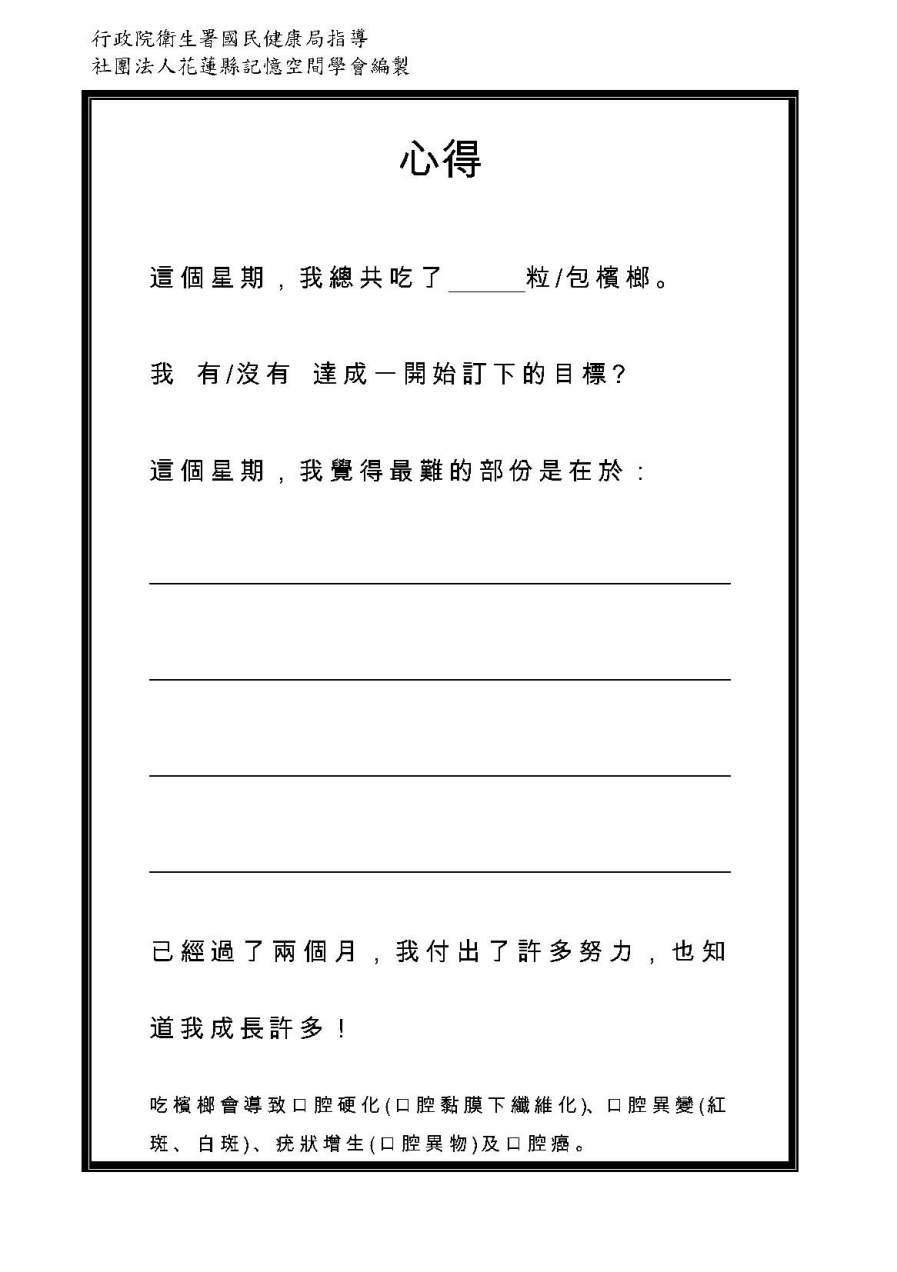 行政院衛生署國民健康局指導
社團法人花蓮縣記憶空間學會編製
心得
這個星期，我總共吃了______粒/包檳榔。
我 有/沒有 達成一開始訂下的目標?
這個星期，我覺得最難的部份是在於：
已經過了兩個月，我付出了許多努力，也知
道我成長許多！
吃檳榔會導致口腔硬化(口腔黏膜下纖維化)、口腔異變(紅
斑、白斑)、疣狀增生(口腔異物)及口腔癌。